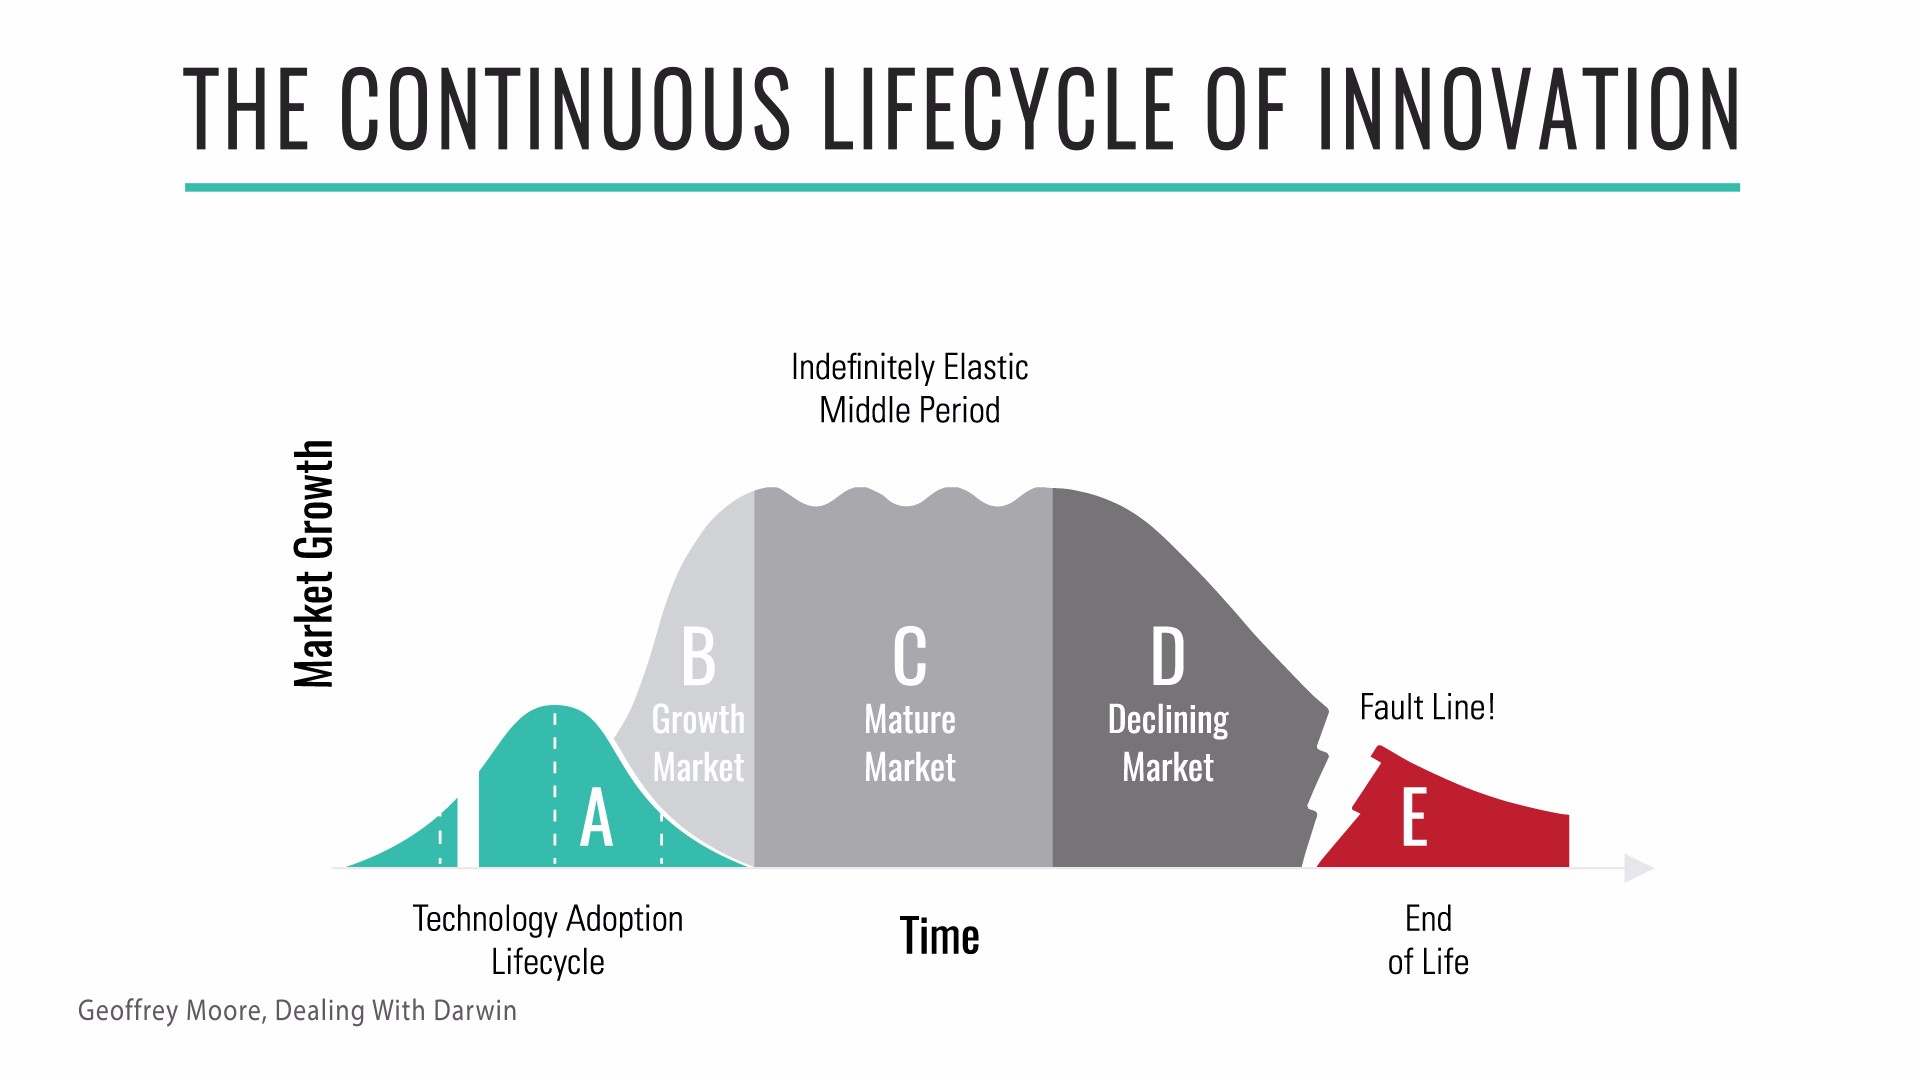 THE CONTINUOUS LIFECYCLE OF INNOVATION
Indefinitely Elastic
Middle Period
Market Growth
B
Growth
Market
C
Mature
Market
D
Declining
Market
Fault Line!
A
E
Technology Adoption
Lifecycle
Time
End
of Life
Geoffrey Moore, Dealing With Darwin